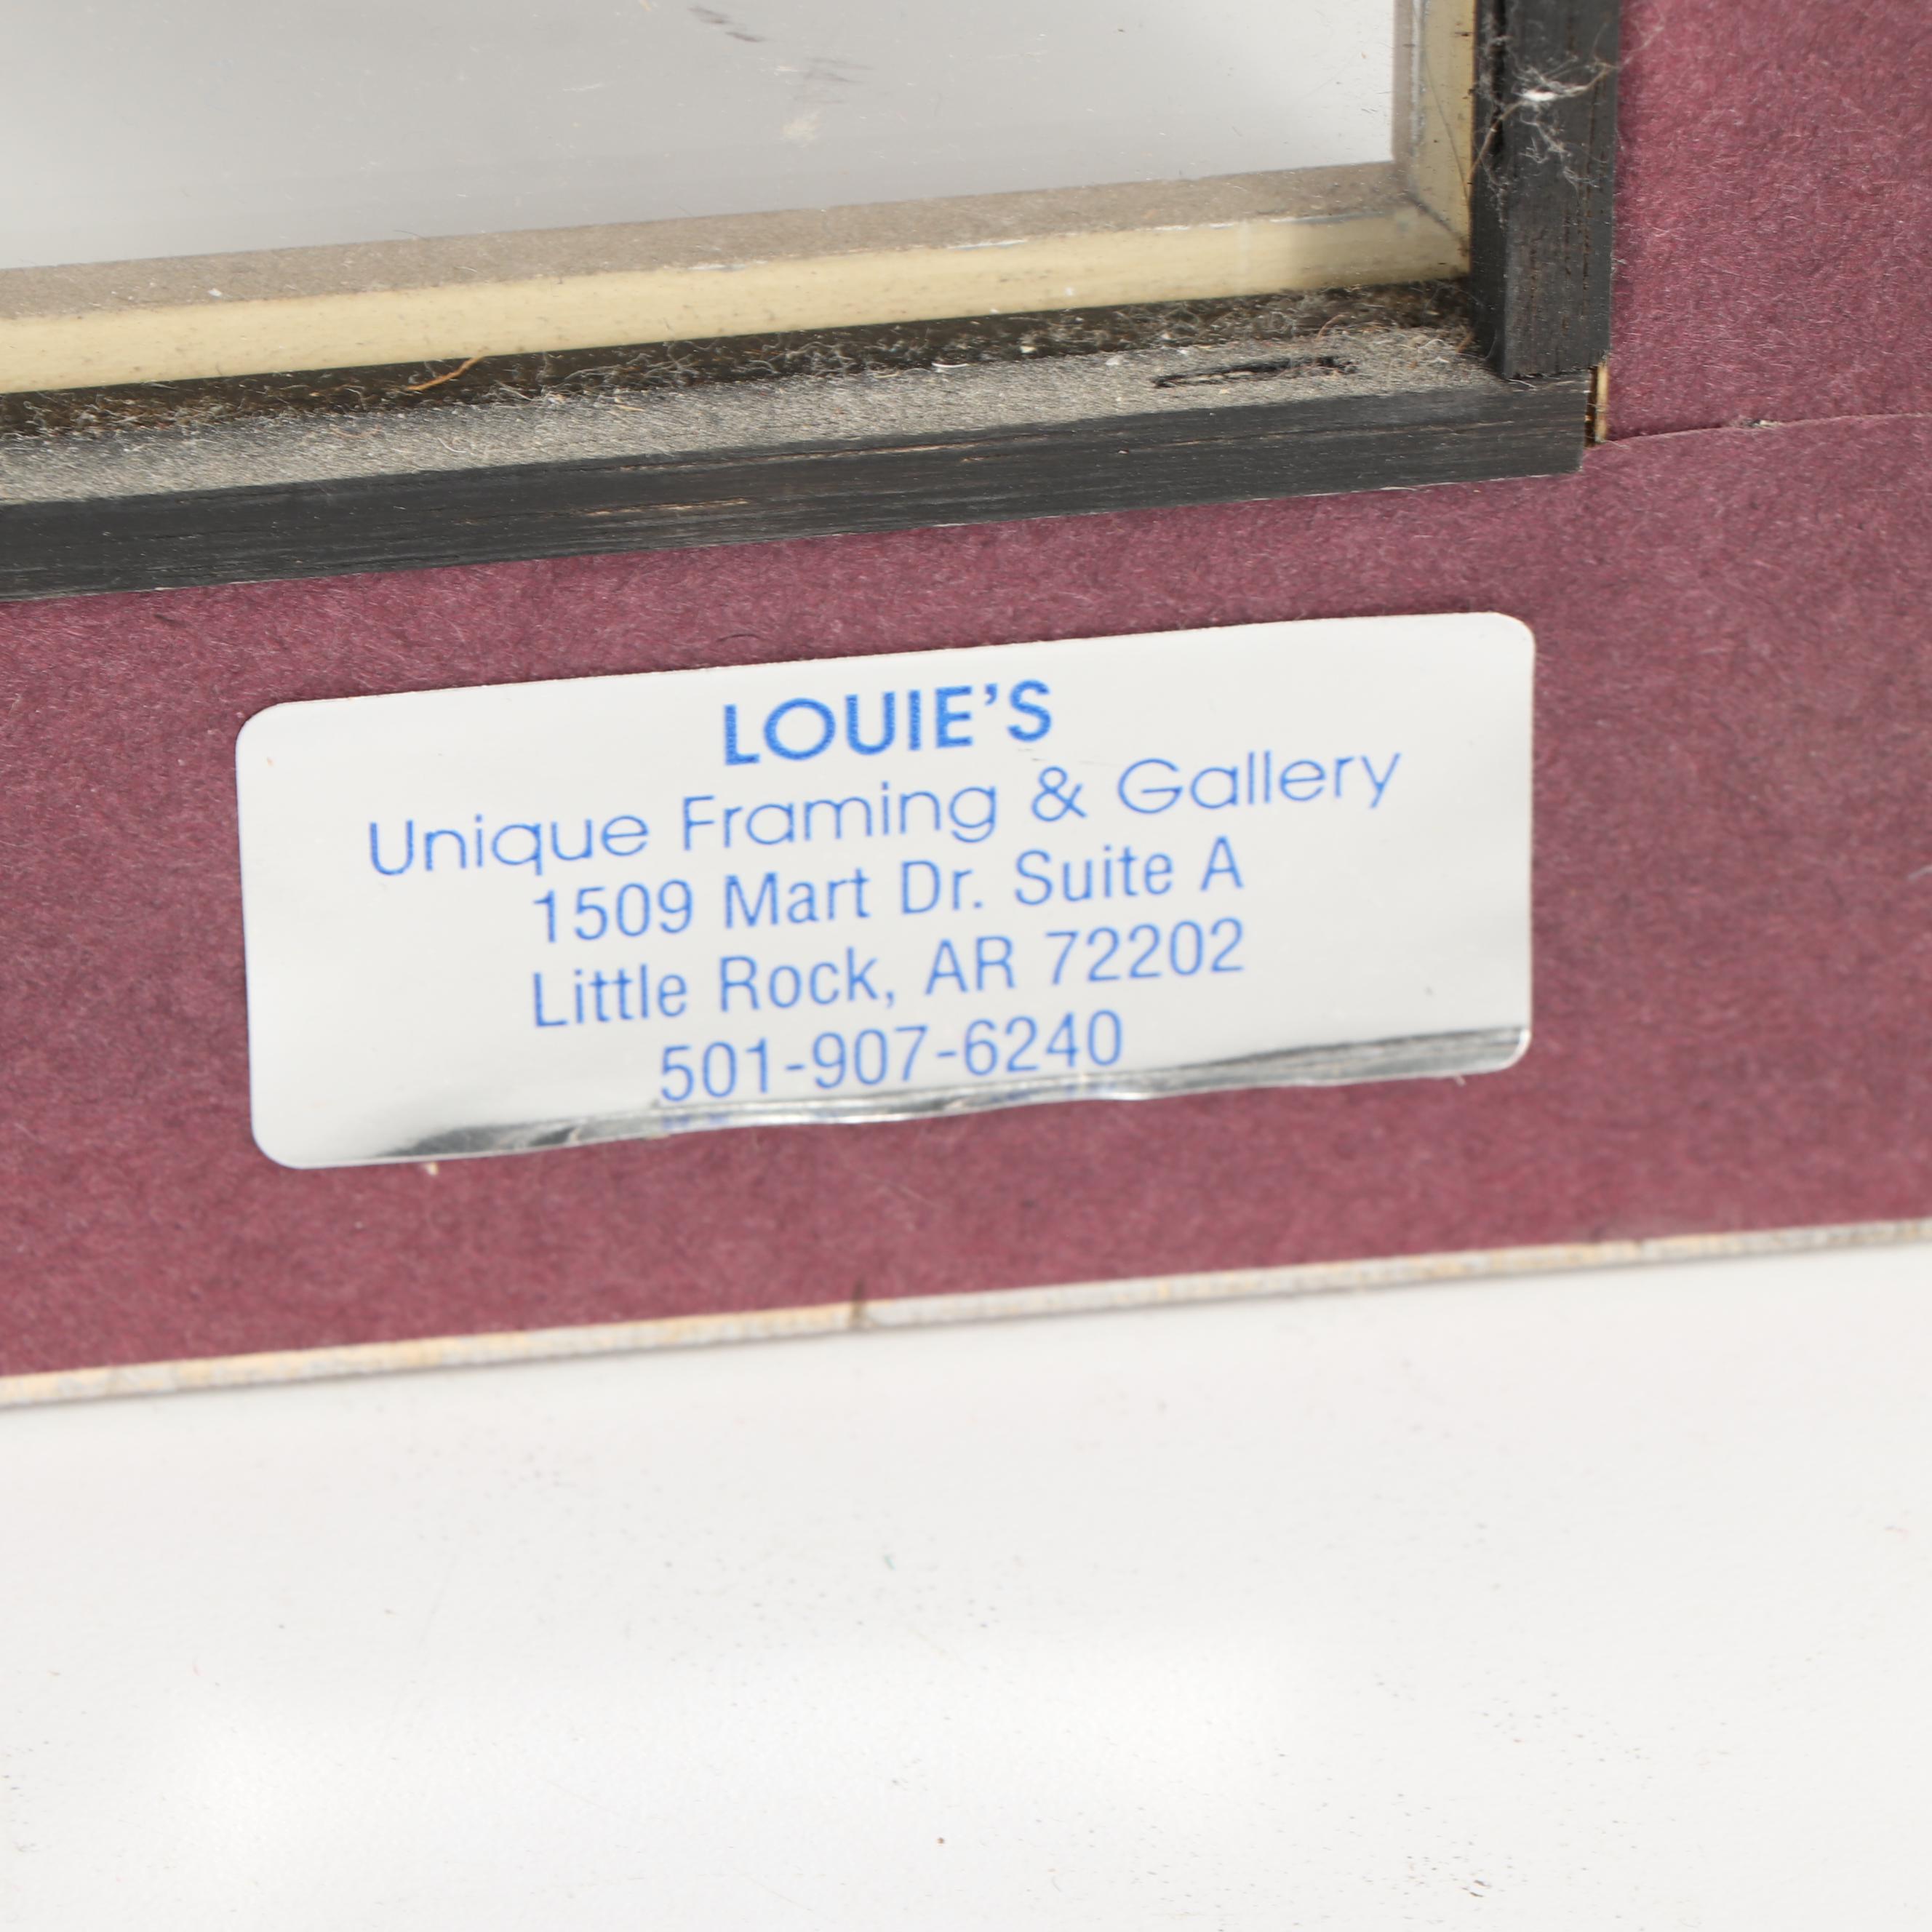 LOUIE'S
Unique Framing & Gallery
1509 Mart Dr. Suite A
Little Rock, AR 72202
501-907-6240